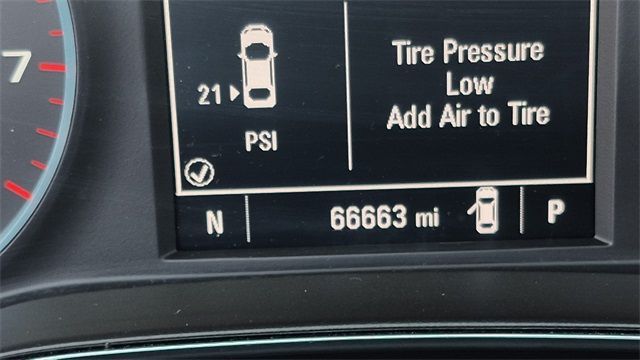 7
21
PSI
Tire Pressure
Low
Add Air to Tire
N 66663 mi P